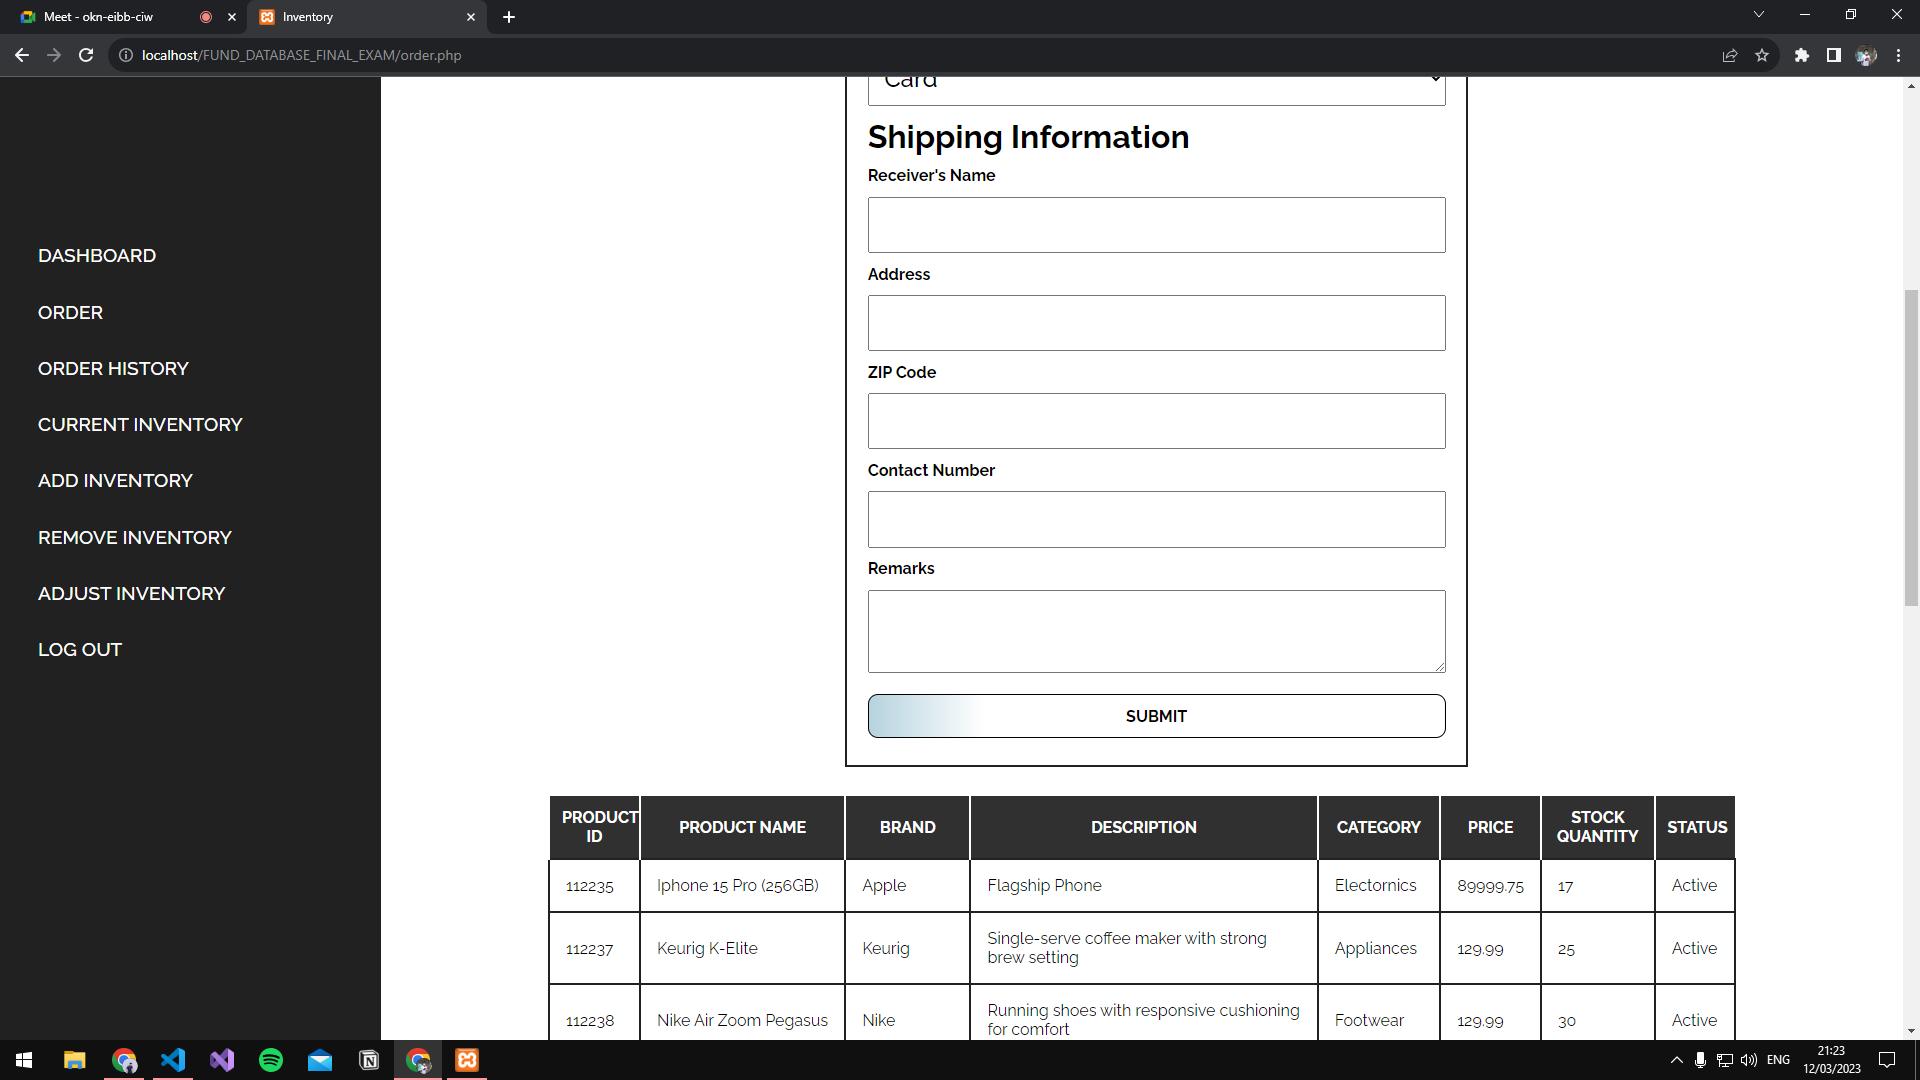 Meet - okn-eibb-ciw
Inventory
localhost/FUND_DATABASE_FINAL_EXAM/order.php
Card
Shipping Information
Receiver's Name
Address
ZIP Code
Contact Number
Remarks
SUBMIT
DASHBOARD
ORDER
ORDER HISTORY
CURRENT INVENTORY
ADD INVENTORY
REMOVE INVENTORY
ADJUST INVENTORY
LOG OUT
PRODUCT ID PRODUCT NAME BRAND DESCRIPTION CATEGORY PRICE STOCK QUANTITY STATUS
112235 Iphone 15 Pro (256GB) Apple Flagship Phone Electornics 89999.75 17 Active
112237 Keurig K-Elite Keurig Single-serve coffee maker with strong brew setting Appliances 129.99 25 Active
112238 Nike Air Zoom Pegasus Nike Running shoes with responsive cushioning for comfort Footwear 129.99 30 Active
ENG
21:23
12/03/2023